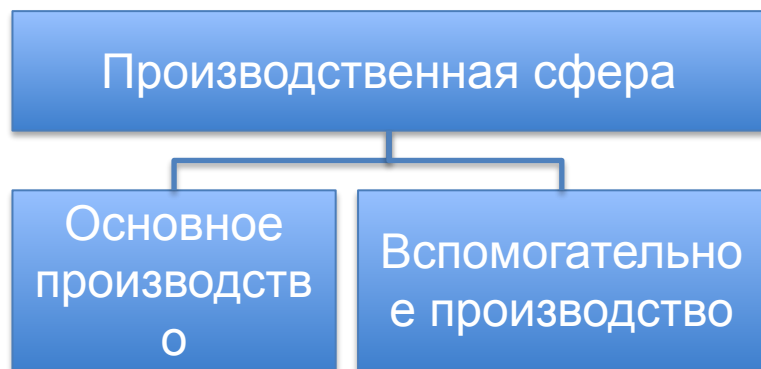 Производственная сфера
Основное
производств
о
Вспомогательно
е производство